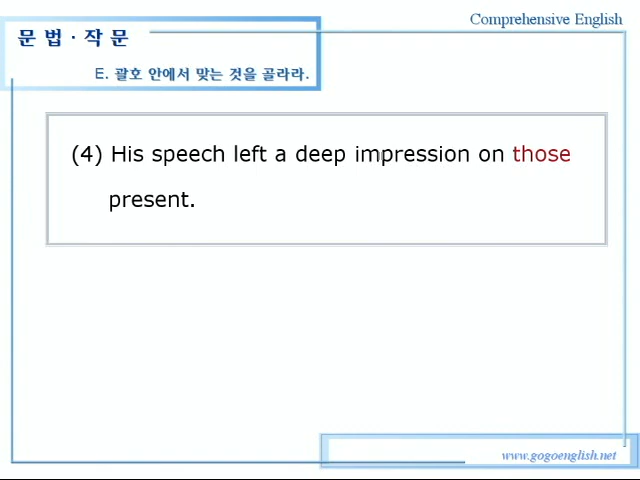 Comprehensive English
문 법 · 작 문
E. 괄호 안에서 맞는 것을 골라라.
(4) His speech left a deep impression on those
present.
www.gogoenglish.net